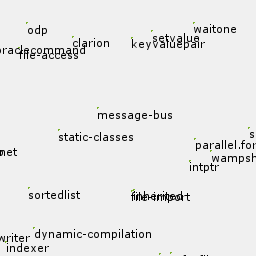 odp
waitone
setvalue
clarion
keyvaluepair
oraclecommand
file-access
message-bus
static-classes
parallel.for
wampsh
intptr
sortedlist
inherited
file-import
dynamic-compilation
writer
indexer